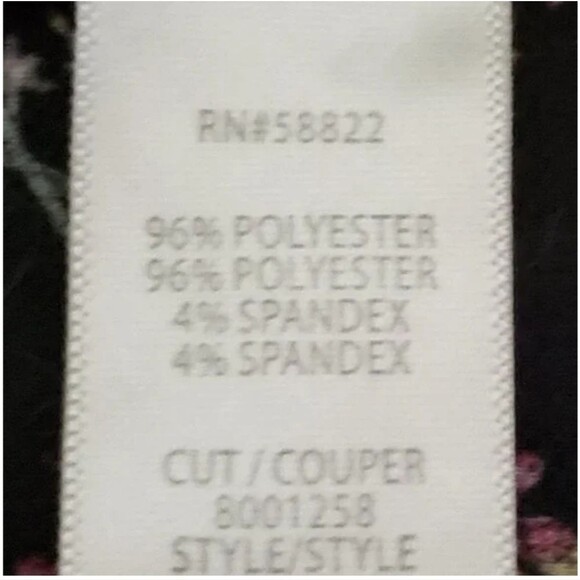 RN#58822
96% POLYESTER
96% POLYESTER
4% SPANDEX
4% SPANDEX
CUT / COUPER
8001258
STYLE/STYLE